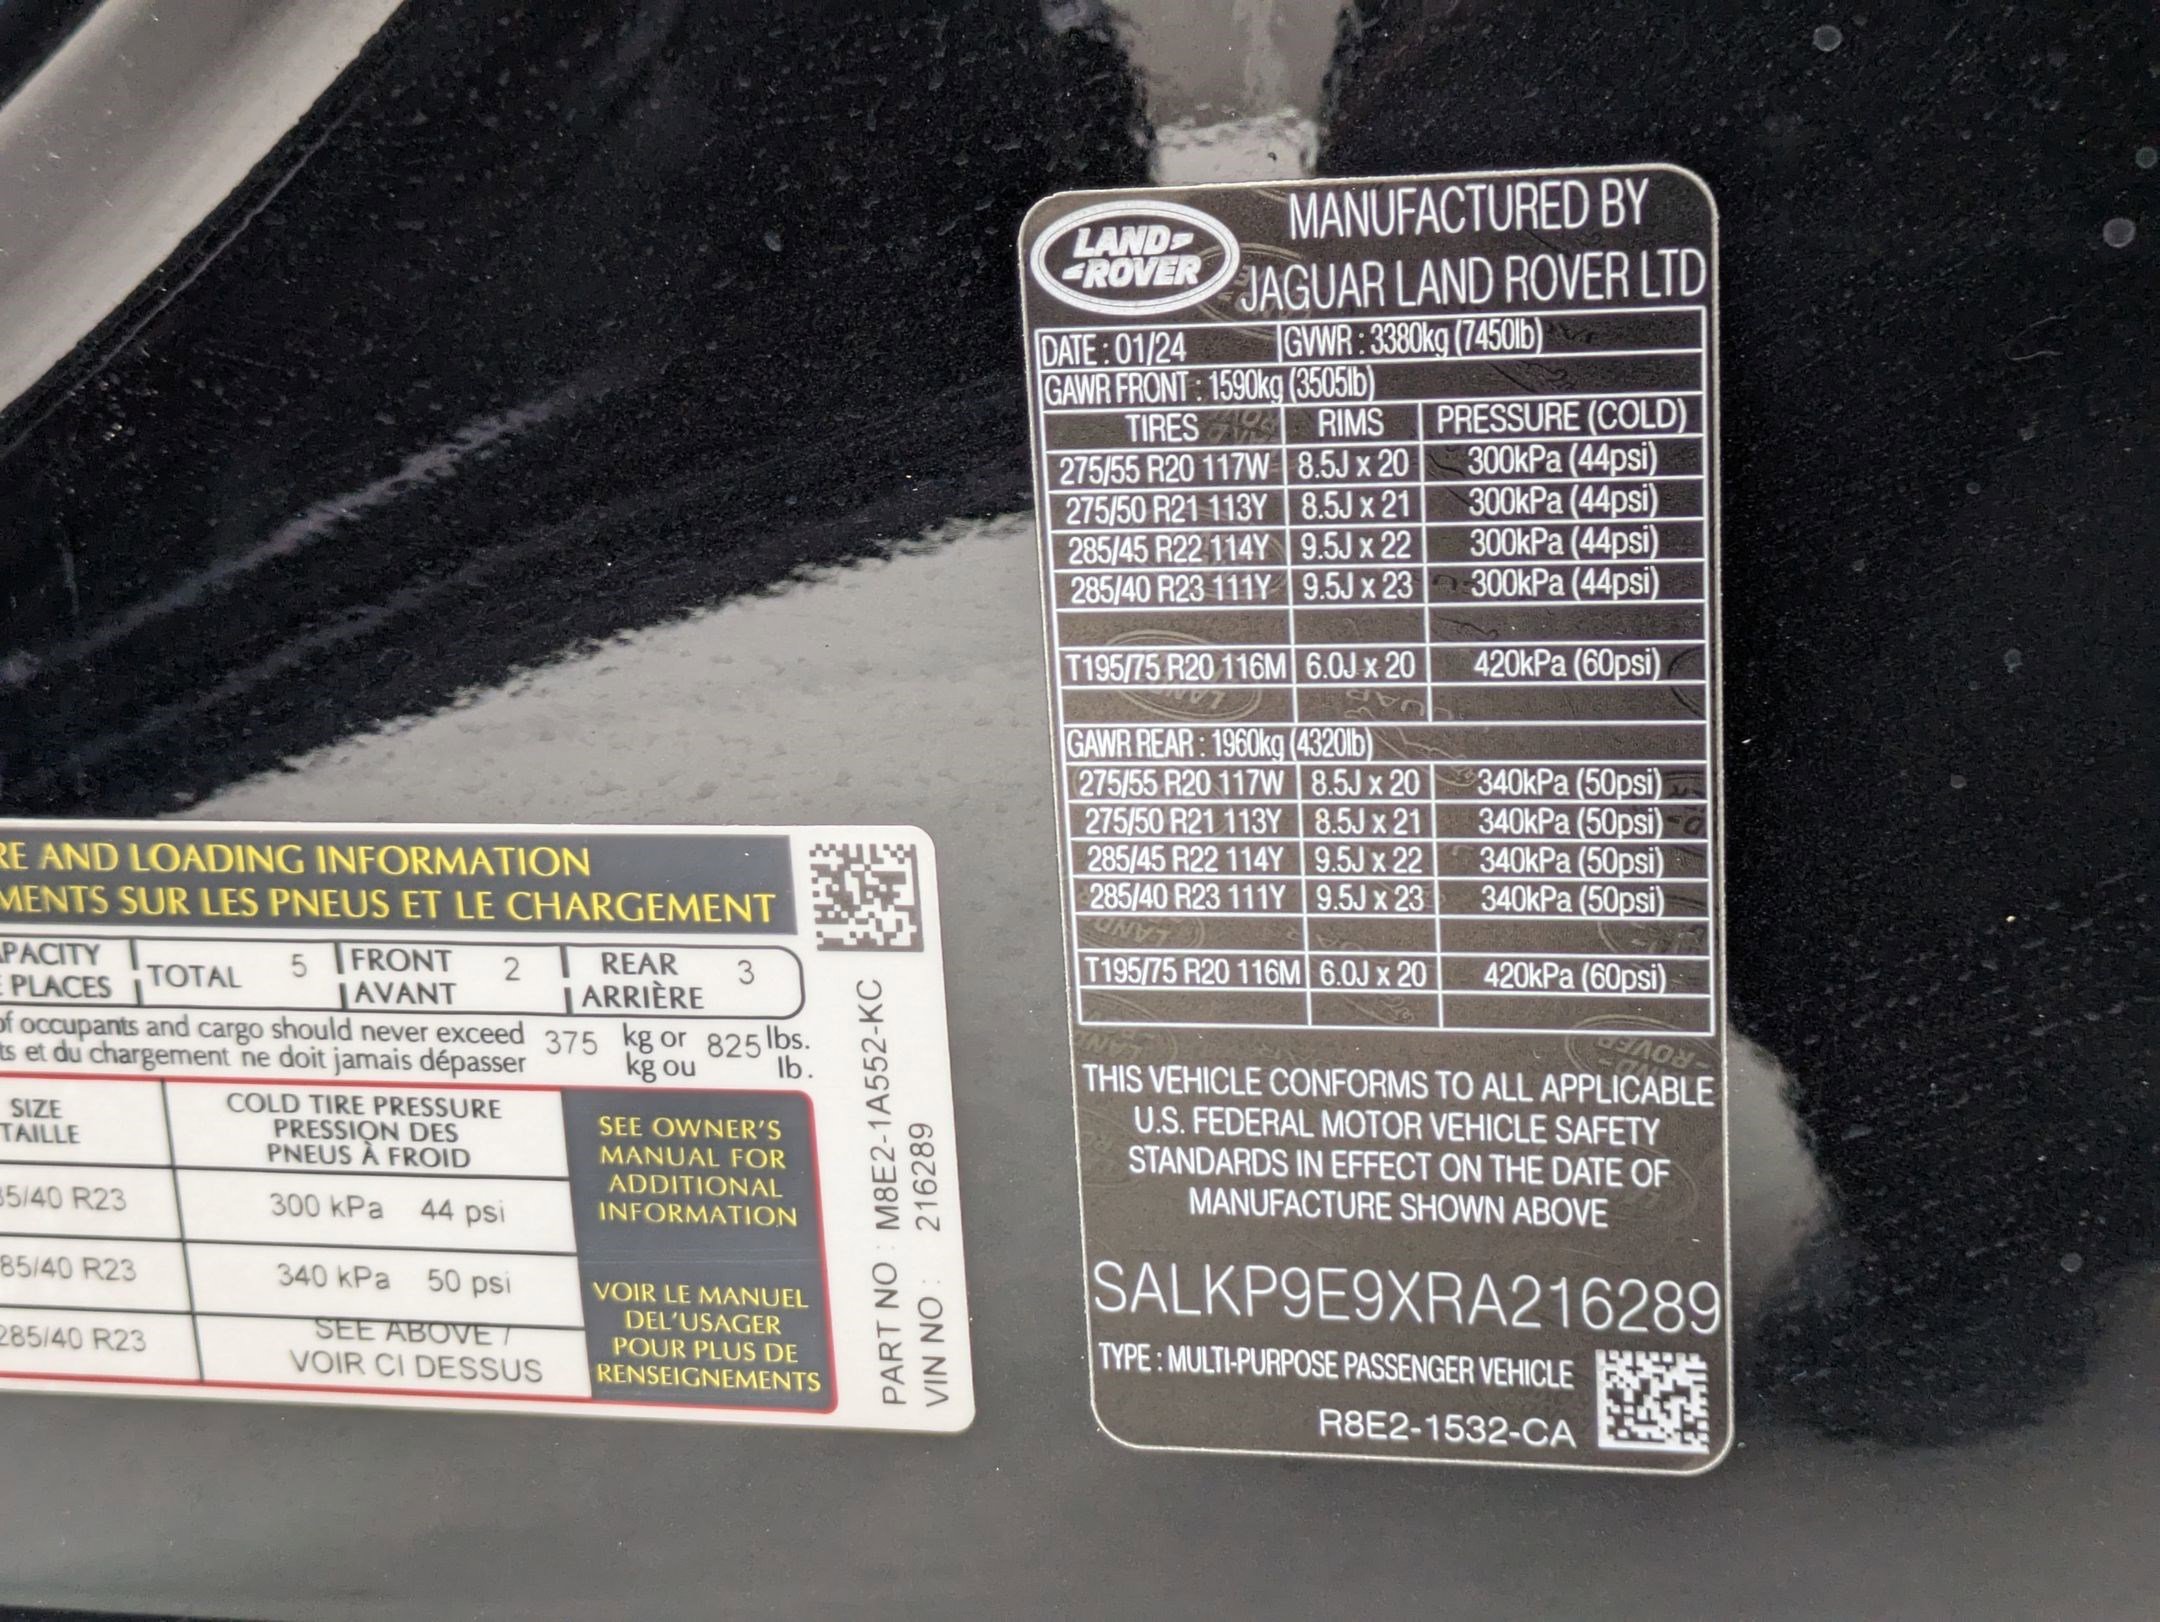 LAND-
-ROVER
MANUFACTURED BY
JAGUAR LAND ROVER LTD
DATE : 01/24 GVWR : 3380kg (7450lb)
GAWR FRONT : 1590kg (3505lb)
TIRES RIMS PRESSURE (COLD)
275/55 R20 117W 8.5J x 20 300kPa (44psi)
275/50 R21 113Y 8.5J x 21 300kPa (44psi)
285/45 R22 114Y 9.5J x 22 300kPa (44psi)
285/40 R23 111Y 9.5J x 23 300kPa (44psi)
T195/75 R20 116M 6.0J x 20 420kPa (60psi)
GAWR REAR : 1960kg (4320lb)
275/55 R20 117W 8.5J x 20 340kPa (50psi)
275/50 R21 113Y 8.5J x 21 340kPa (50psi)
285/45 R22 114Y 9.5J x 22 340kPa (50psi)
285/40 R23 111Y 9.5J x 23 340kPa (50psi)
T195/75 R20 116M 6.0J x 20 420kPa (60psi)
THIS VEHICLE CONFORMS TO ALL APPLICABLE
U.S. FEDERAL MOTOR VEHICLE SAFETY
STANDARDS IN EFFECT ON THE DATE OF
MANUFACTURE SHOWN ABOVE
SALKP9E9XRA216289
TYPE : MULTI-PURPOSE PASSENGER VEHICLE
R8E2-1532-CA
RE AND LOADING INFORMATION
MENTS SUR LES PNEUS ET LE CHARGEMENT
PACITY
PLACES
TOTAL 5
FRONT
AVANT 2
REAR
ARRIÈRE 3
of occupants and cargo should never exceed 375 kg or 825 lbs.
ts et du chargement ne doit jamais dépasser kg ou lb.
SIZE
TAILLE
COLD TIRE PRESSURE
PRESSION DES
PNEUS À FROID
35/40 R23 300 kPa 44 psi
85/40 R23 340 kPa 50 psi
285/40 R23 SEE ABOVE /
VOIR CI DESSUS
SEE OWNER'S
MANUAL FOR
ADDITIONAL
INFORMATION
VOIR LE MANUEL
DEL'USAGER
POUR PLUS DE
RENSEIGNEMENTS
PART NO : M8E2-1A552-KC
VIN NO : 216289